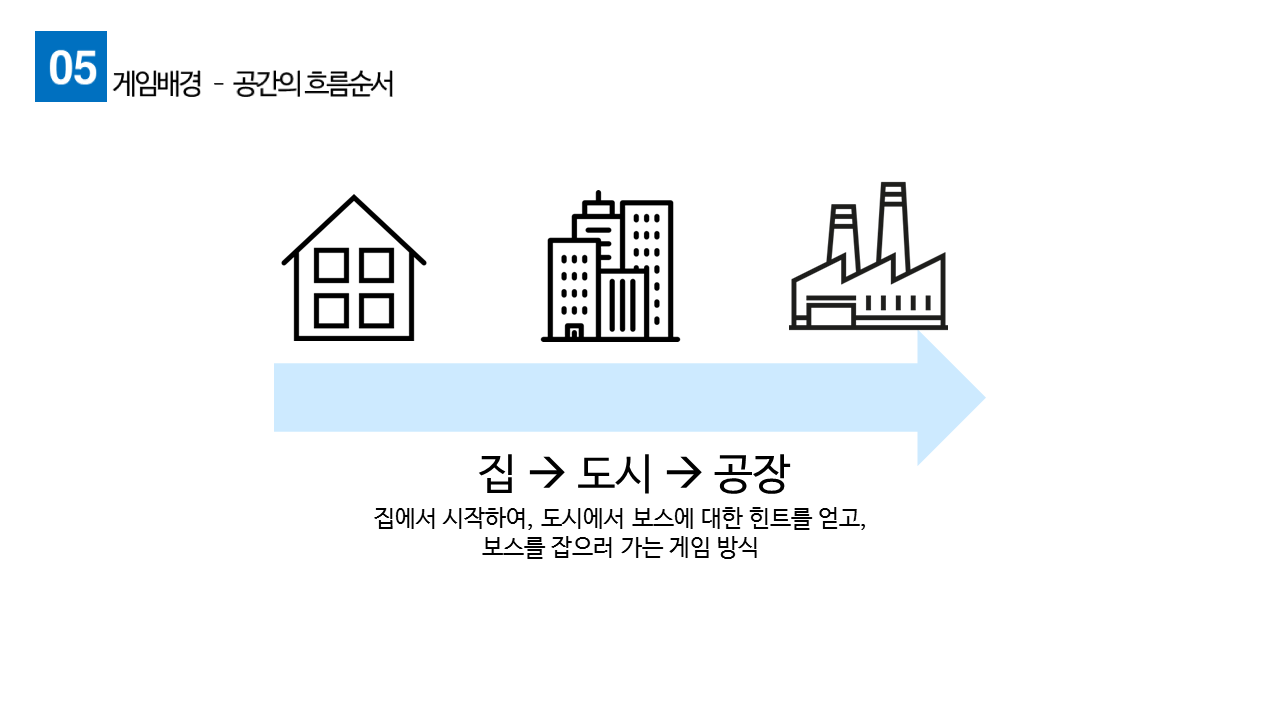 05
게임배경 - 공간의 흐름순서
집 → 도시 → 공장
집에서 시작하여, 도시에서 보스에 대한 힌트를 얻고,
보스를 잡으러 가는 게임 방식